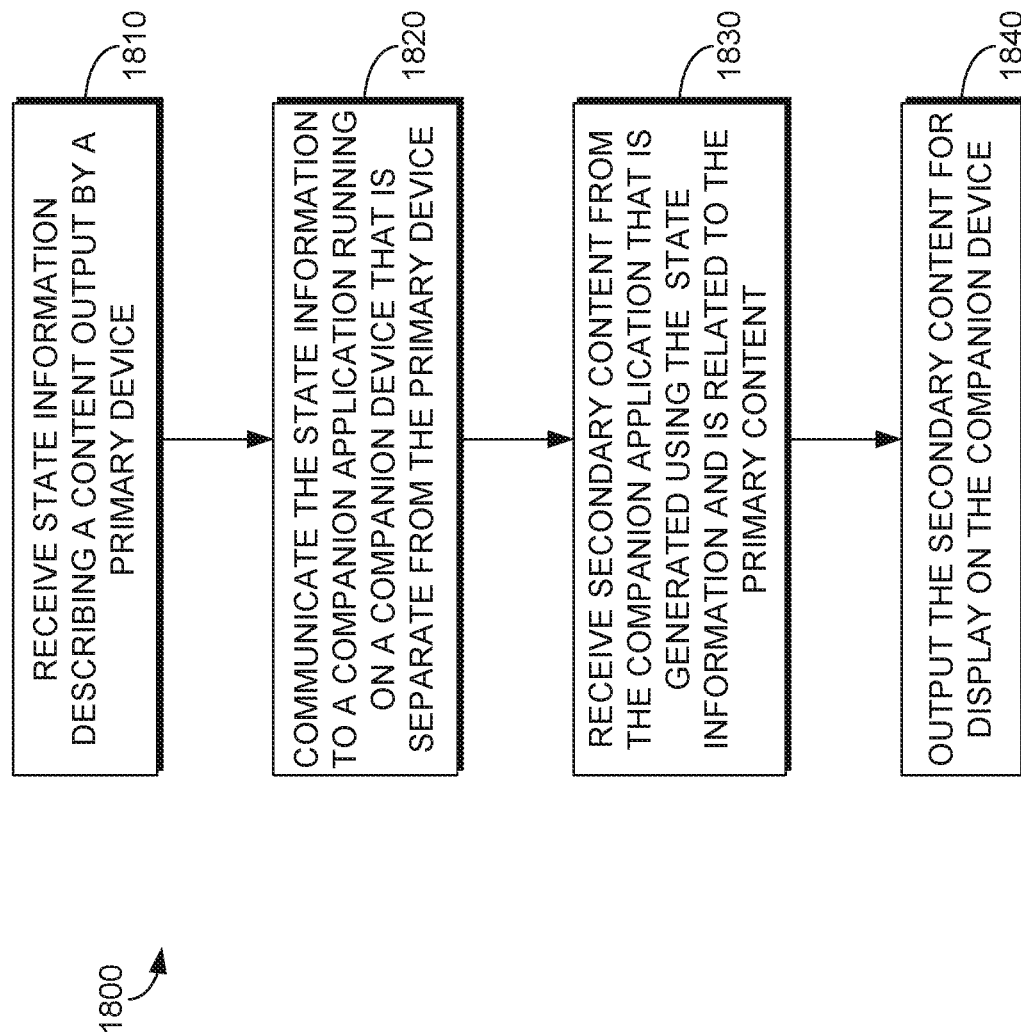 1800
RECEIVE STATE INFORMATION
DESCRIBING A CONTENT OUTPUT BY A
PRIMARY DEVICE
1810
COMMUNICATE THE STATE INFORMATION
TO A COMPANION APPLICATION RUNNING
ON A COMPANION DEVICE THAT IS
SEPARATE FROM THE PRIMARY DEVICE
1820
RECEIVE SECONDARY CONTENT FROM
THE COMPANION APPLICATION THAT IS
GENERATED USING THE STATE
INFORMATION AND IS RELATED TO THE
PRIMARY CONTENT
1830
OUTPUT THE SECONDARY CONTENT FOR
DISPLAY ON THE COMPANION DEVICE
1840